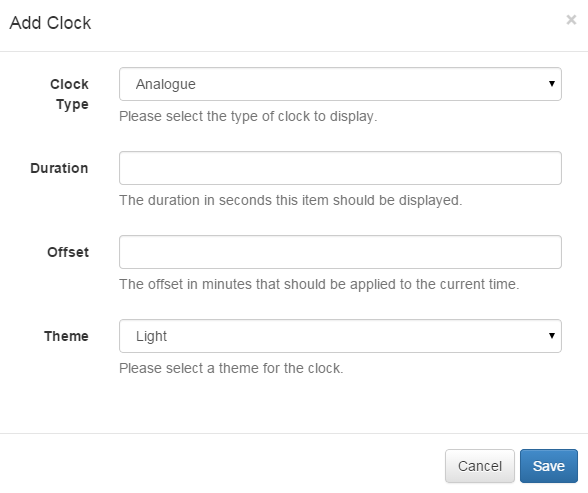 Add Clock ×
Clock Type
Analogue
Please select the type of clock to display.
Duration
The duration in seconds this item should be displayed.
Offset
The offset in minutes that should be applied to the current time.
Theme
Light
Please select a theme for the clock.
Cancel Save